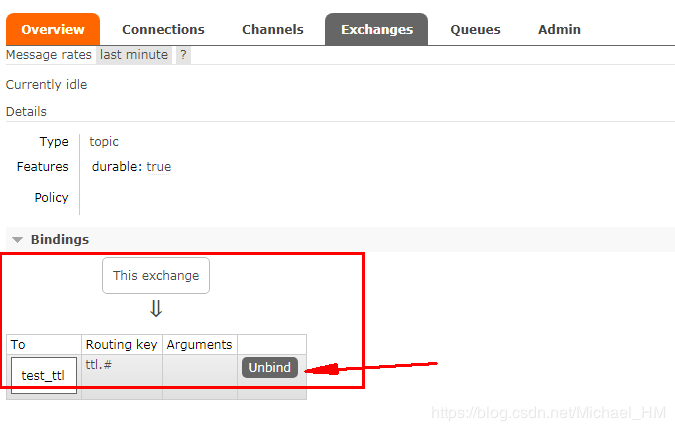 Overview Connections Channels Exchanges Queues Admin
Message rates last minute ?
Currently idle
Details
Type topic
Features durable: true
Policy
Bindings
This exchange
⇓
To Routing key Arguments
test_ttl ttl.# Unbind
https://blog.csdn.net/Michael_HM